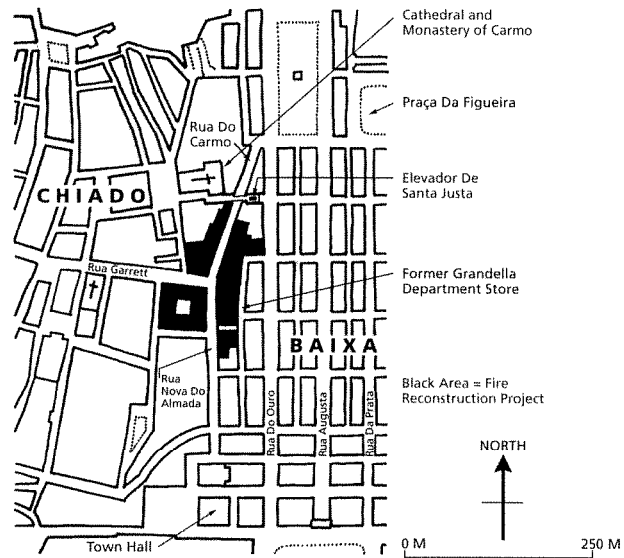 Cathedral and
Monastery of Carmo
Praça Da Figueira
Rua Do
Carmo
Elevador De
Santa Justa
CHIADO
Rua Garrett
Former Grandella
Department Store
BAIXA
Rua
Nova Do
Almada
Black Area = Fire
Reconstruction Project
Rua Do Ouro
Rua Augusta
Rua Da Prata
NORTH
Town Hall
0 M
250 M